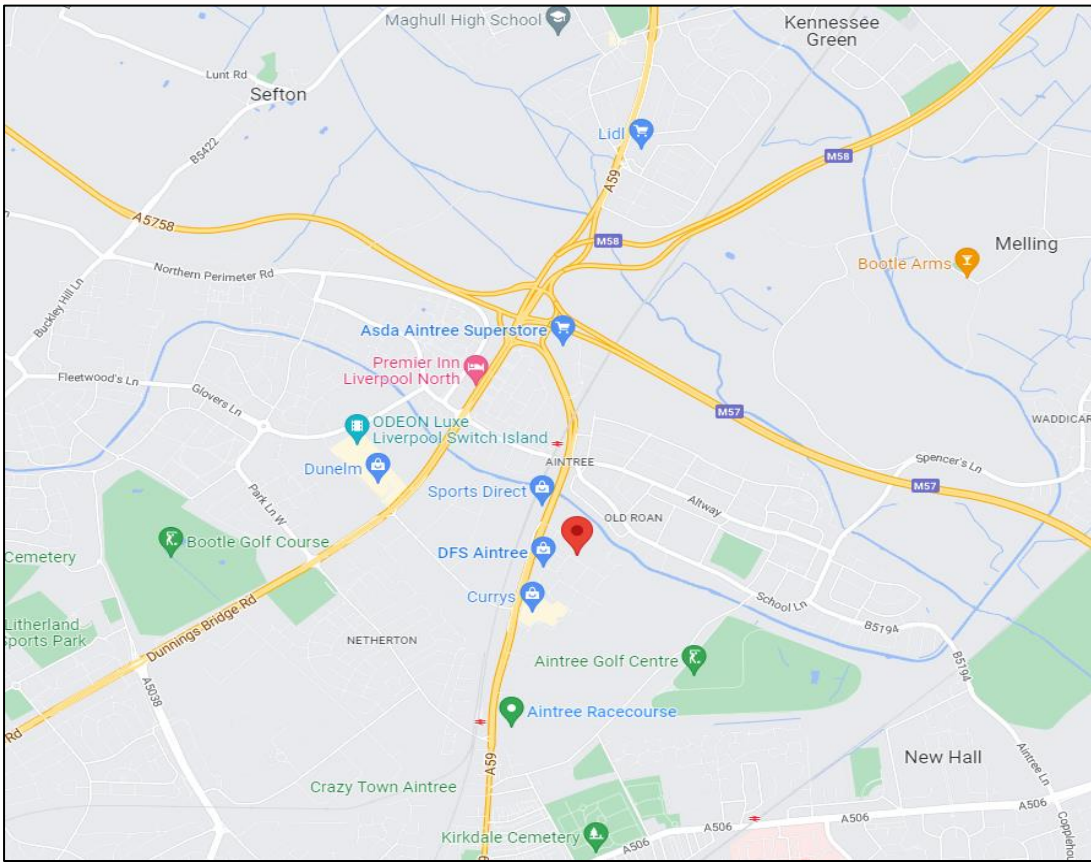 Maghull High School
Kennessee
Green
Lunt Rd
Sefton
B5422
Lidl
A59
M58
A5758
M58
Melling
Bootle Arms
Northern Perimeter Rd
Buckley Hill Ln
Asda Aintree Superstore
Premier Inn
Liverpool North
Fleetwood's Ln
Glovers Ln
M57
WADDICAR
ODEON Luxe
Liverpool Switch Island
AINTREE
Spencer's Ln
Dunelm
Sports Direct
Altway
M57
Park Ln W
OLD ROAN
Bootle Golf Course
DFS Aintree
Cemetery
Currys
School Ln
B5194
Litherland
Sports Park
Dunnings Bridge Rd
NETHERTON
Aintree Golf Centre
B5194
A5038
Aintree Racecourse
Rd
A59
New Hall
Aintree Ln
Crazy Town Aintree
A506
A506
A506
Kirkdale Cemetery
A506
9